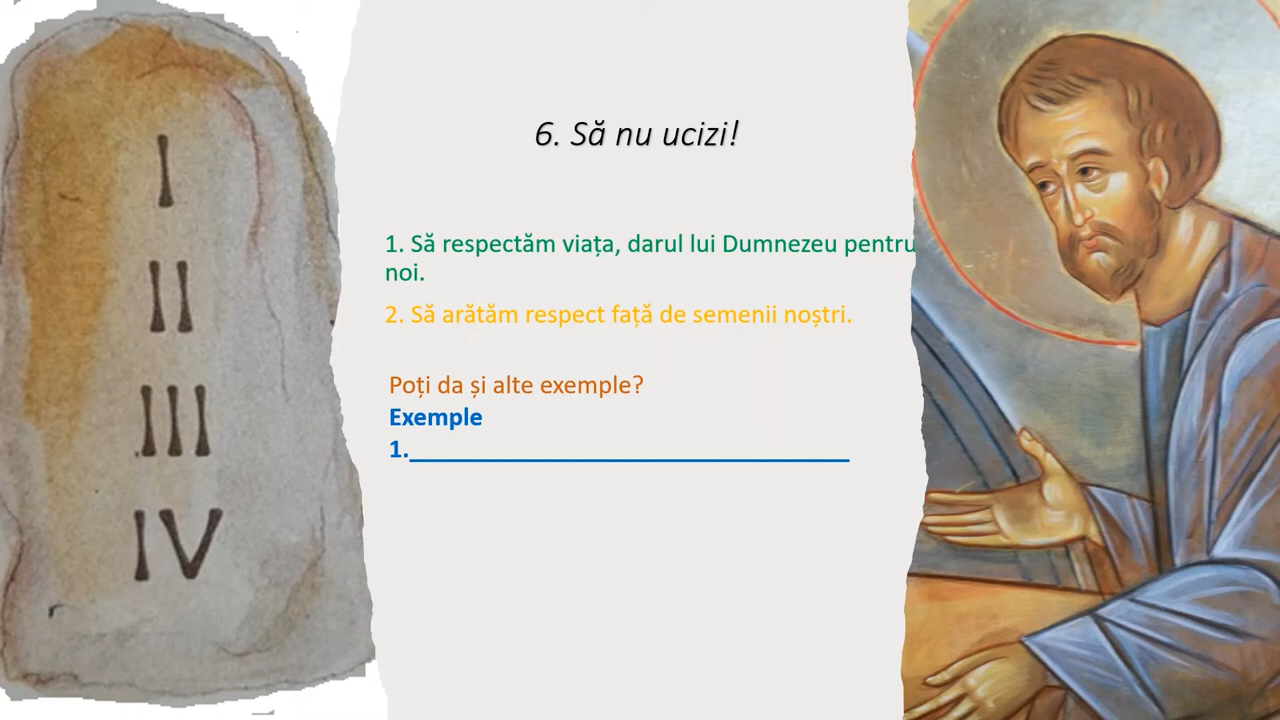 I
II
III
IV
6. Să nu ucizi!
1. Să respectăm viața, darul lui Dumnezeu pentru
noi.
2. Să arătăm respect față de semenii noștri.
Poți da și alte exemple?
Exemple
1.__________________________________